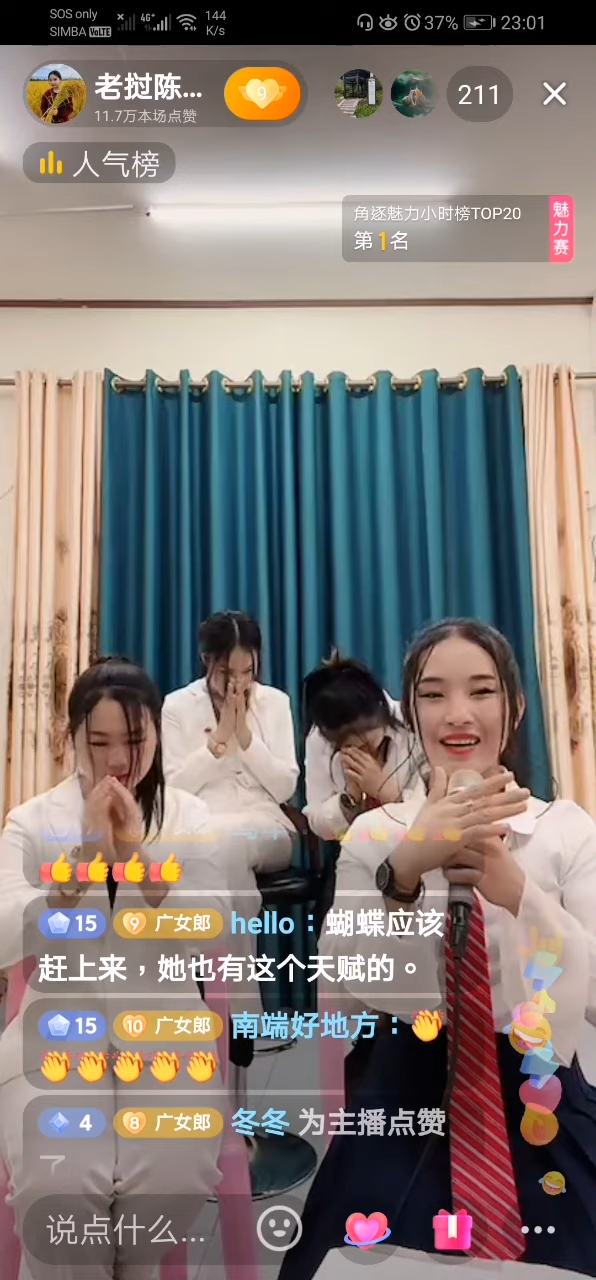 SOS only
SIMBA VoLTE
4G+
144
K/s
37%
23:01
老挝陈...
11.7万本场点赞
9
211
人气榜
角逐魅力小时榜TOP20
第1名
魅力赛
15 9 广女郎 hello：蝴蝶应该
赶上来，她也有这个天赋的。
15 10 广女郎 南端好地方：👏
👏👏👏👏👏
4 8 广女郎 冬冬 为主播点赞
了
说点什么...